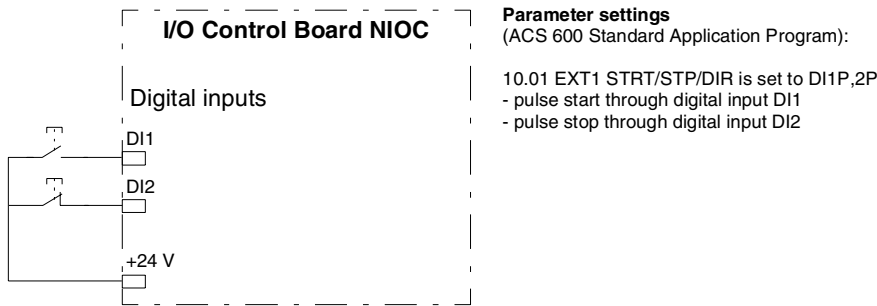 I/O Control Board NIOC
Digital inputs
DI1
DI2
+24 V
Parameter settings
(ACS 600 Standard Application Program):
10.01 EXT1 STRT/STP/DIR is set to DI1P,2P
- pulse start through digital input DI1
- pulse stop through digital input DI2